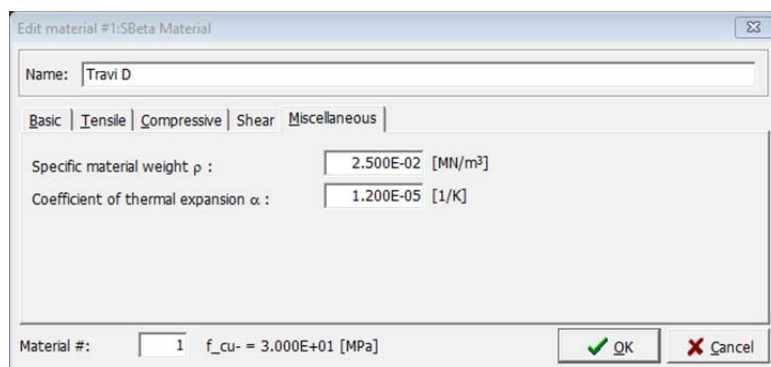 Edit material #1:SBeta Material
Name: Travi D
Basic Tensile Compressive Shear Miscellaneous
Specific material weight ρ : 2.500E-02 [MN/m³]
Coefficient of thermal expansion α : 1.200E-05 [1/K]
Material #: 1 f_cu- = 3.000E+01 [MPa] OK Cancel